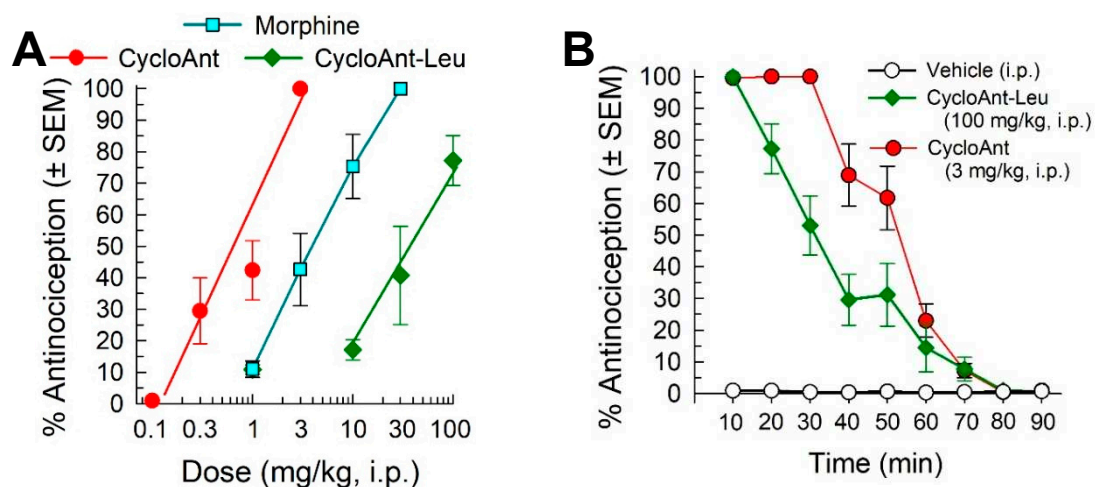 A
Morphine
CycloAnt
CycloAnt-Leu
% Antinociception (± SEM)
100
90
80
70
60
50
40
30
20
10
0
0.1 0.3 1 3 10 30 100
Dose (mg/kg, i.p.)
B
Vehicle (i.p.)
CycloAnt-Leu
(100 mg/kg, i.p.)
CycloAnt
(3 mg/kg, i.p.)
% Antinociception (± SEM)
100
90
80
70
60
50
40
30
20
10
0
10 20 30 40 50 60 70 80 90
Time (min)